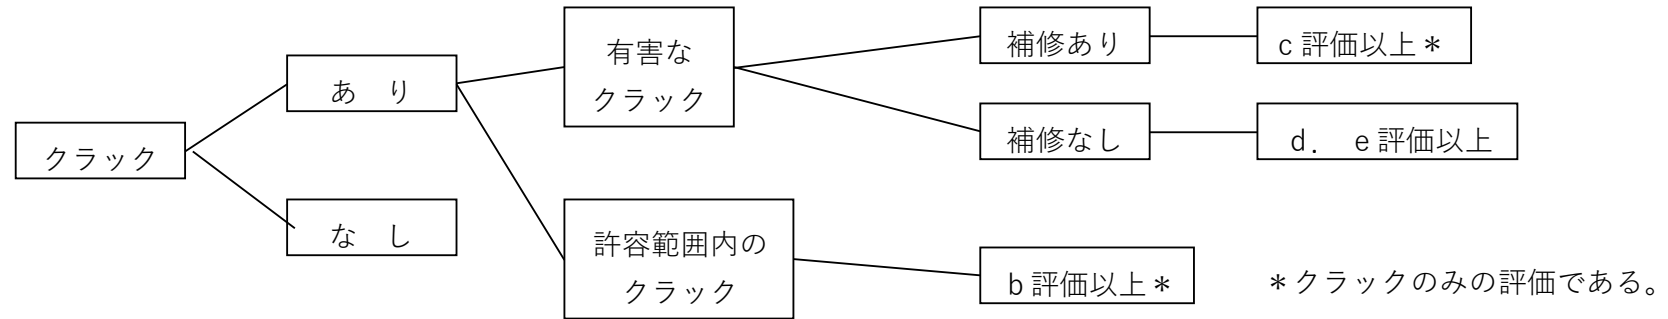 クラック
あ　り
な　し
有害な
クラック
許容範囲内の
クラック
補修あり
補修なし
c評価以上＊
d．　e評価以上
b評価以上＊
＊クラックのみの評価である。